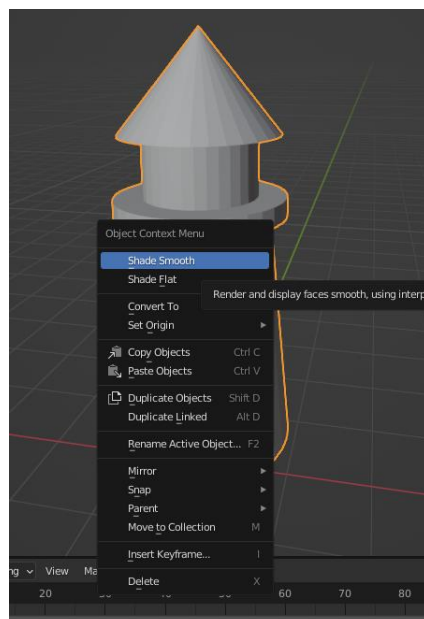 Object Context Menu
Shade Smooth
Shade Flat
Render and display faces smooth, using interp
Convert To
Set Origin
Copy Objects Ctrl C
Paste Objects Ctrl V
Duplicate Objects Shift D
Duplicate Linked Alt D
Rename Active Object... F2
Mirror
Snap
Parent
Move to Collection M
Insert Keyframe... I
ng View Ma
Delete X
20 60 70 80